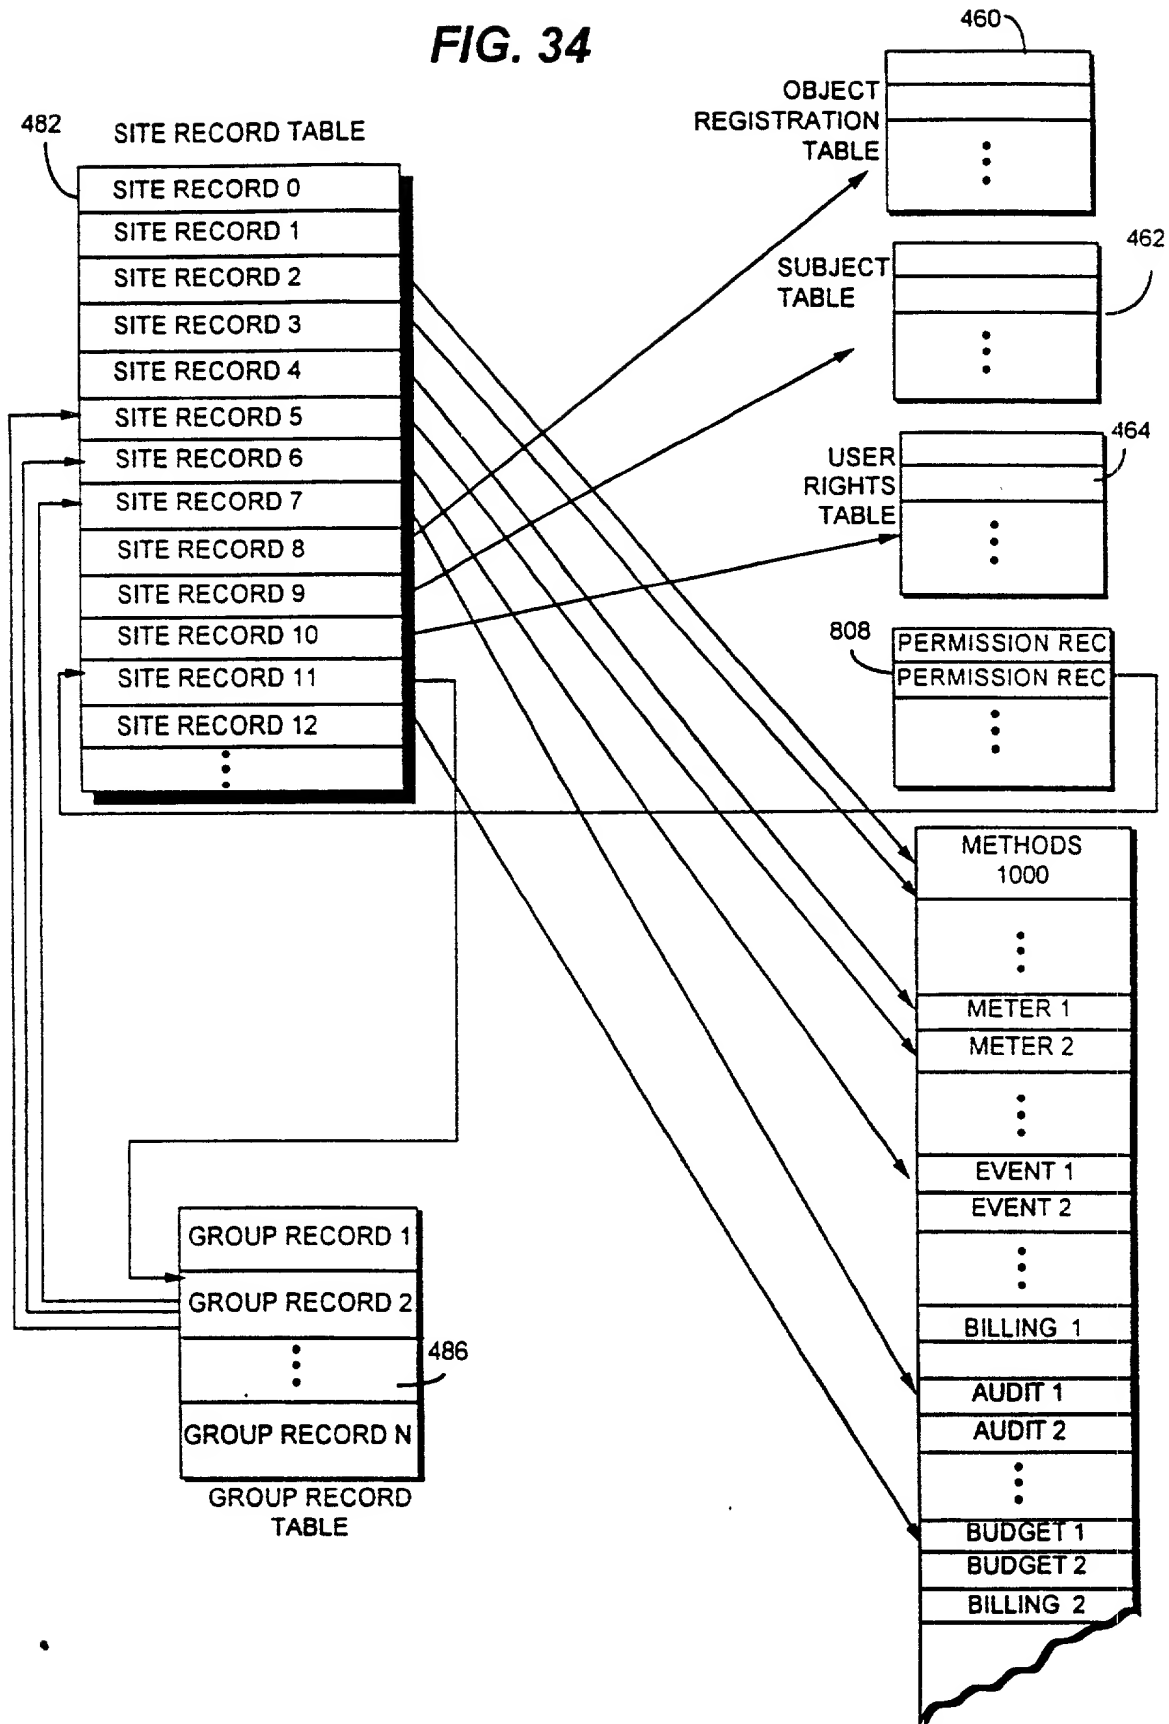 FIG. 34
460
OBJECT
REGISTRATION
TABLE
482
SITE RECORD TABLE
SITE RECORD 0
SITE RECORD 1
SITE RECORD 2
SITE RECORD 3
SITE RECORD 4
SITE RECORD 5
SITE RECORD 6
SITE RECORD 7
SITE RECORD 8
SITE RECORD 9
SITE RECORD 10
SITE RECORD 11
SITE RECORD 12
SUBJECT
TABLE
462
USER
RIGHTS
TABLE
464
808
PERMISSION REC
PERMISSION REC
METHODS
1000
METER 1
METER 2
EVENT 1
EVENT 2
BILLING 1
AUDIT 1
AUDIT 2
BUDGET 1
BUDGET 2
BILLING 2
GROUP RECORD 1
GROUP RECORD 2
486
GROUP RECORD N
GROUP RECORD
TABLE